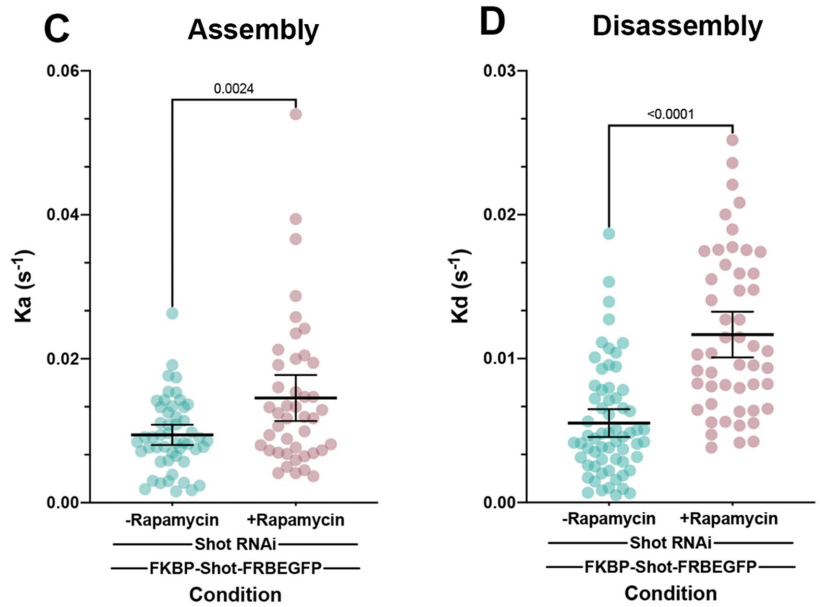 C
Assembly
0.06
0.0024
0.04
Ka (s-1)
0.02
0.00
-Rapamycin
+Rapamycin
Shot RNAi
FKBP-Shot-FRBEGFP
Condition
D
Disassembly
0.03
<0.0001
0.02
Kd (s-1)
0.01
0.00
-Rapamycin
+Rapamycin
Shot RNAi
FKBP-Shot-FRBEGFP
Condition